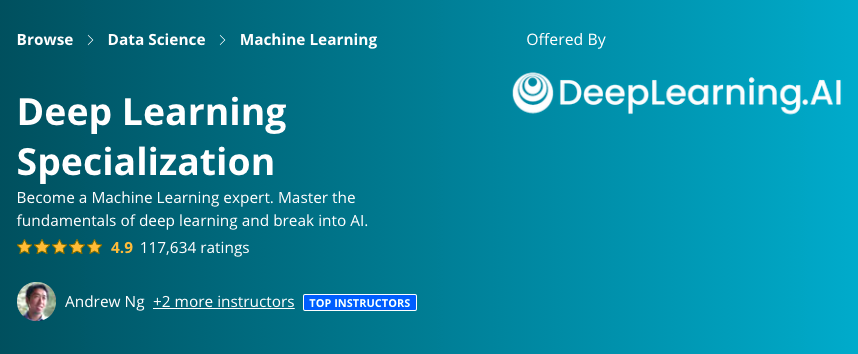 Browse > Data Science > Machine Learning
Offered By
DeepLearning.AI
Deep Learning
Specialization
Become a Machine Learning expert. Master the
fundamentals of deep learning and break into AI.
4.9 117,634 ratings
Andrew Ng +2 more instructors TOP INSTRUCTORS